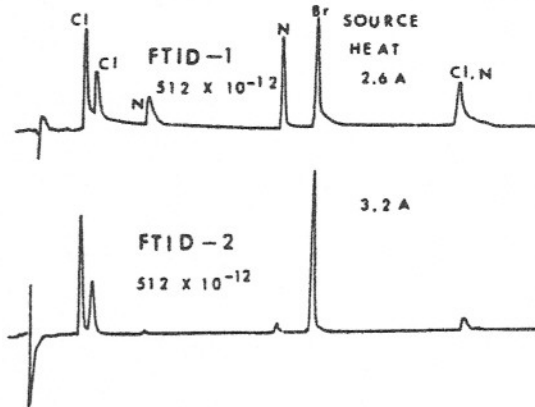 Cl
Cl
N
FTID-1
512 X 10-12
N
Br
SOURCE
HEAT
2.6 A
Cl, N
FTID-2
512 X 10-12
3.2 A